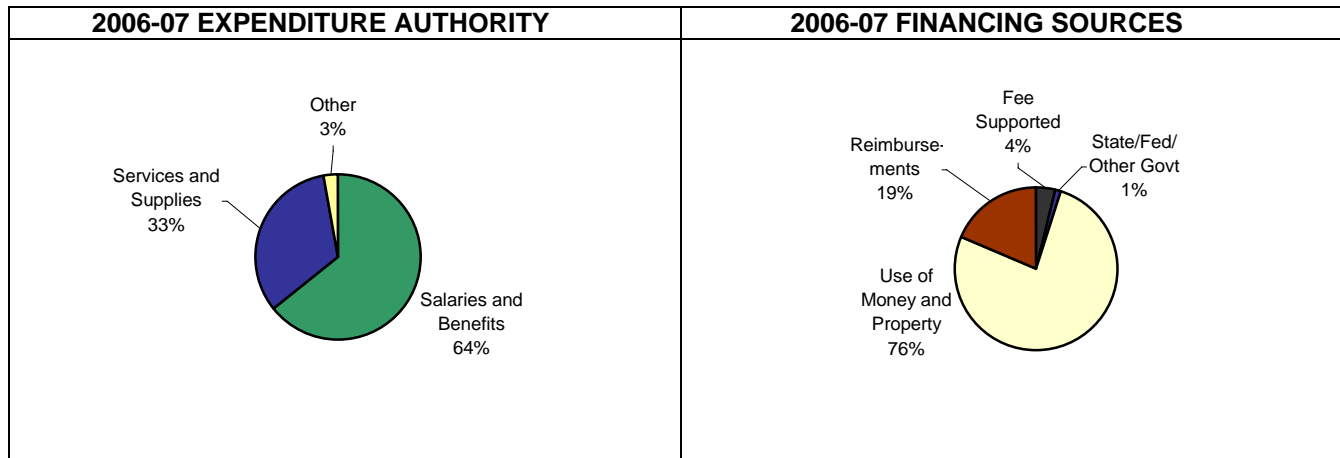 2006-07 EXPENDITURE AUTHORITY
Other
3%
Services and
Supplies
33%
Salaries and
Benefits
64%
2006-07 FINANCING SOURCES
Fee
Supported
4%
State/Fed/
Other Govt
1%
Reimburse-
ments
19%
Use of
Money and
Property
76%